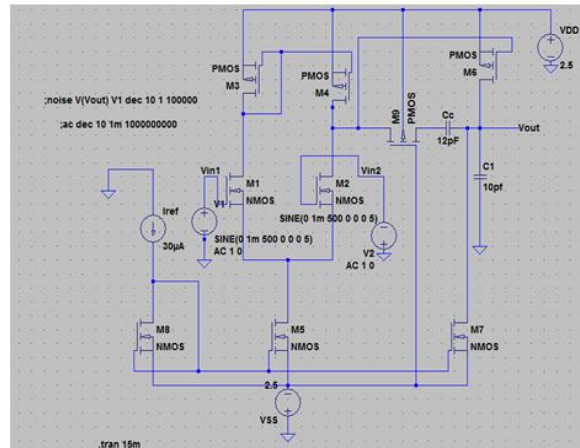 VDD
2.5
PMOS
M3
PMOS
M4
M9
PMOS
PMOS
M6
;noise V(Vout) V1 dec 10 1 100000
;ac dec 10 1m 1000000000
Cc
12pF
Vout
Vin1
M1
NMOS
V1
SINE(0 1m 500 0 0 0 5)
AC 1 0
M2
NMOS
Vin2
SINE(0 1m 500 0 0 0 5)
V2
AC 1 0
C1
10pf
Iref
30µA
M8
NMOS
M5
NMOS
M7
NMOS
2.5
VSS
.tran 15m